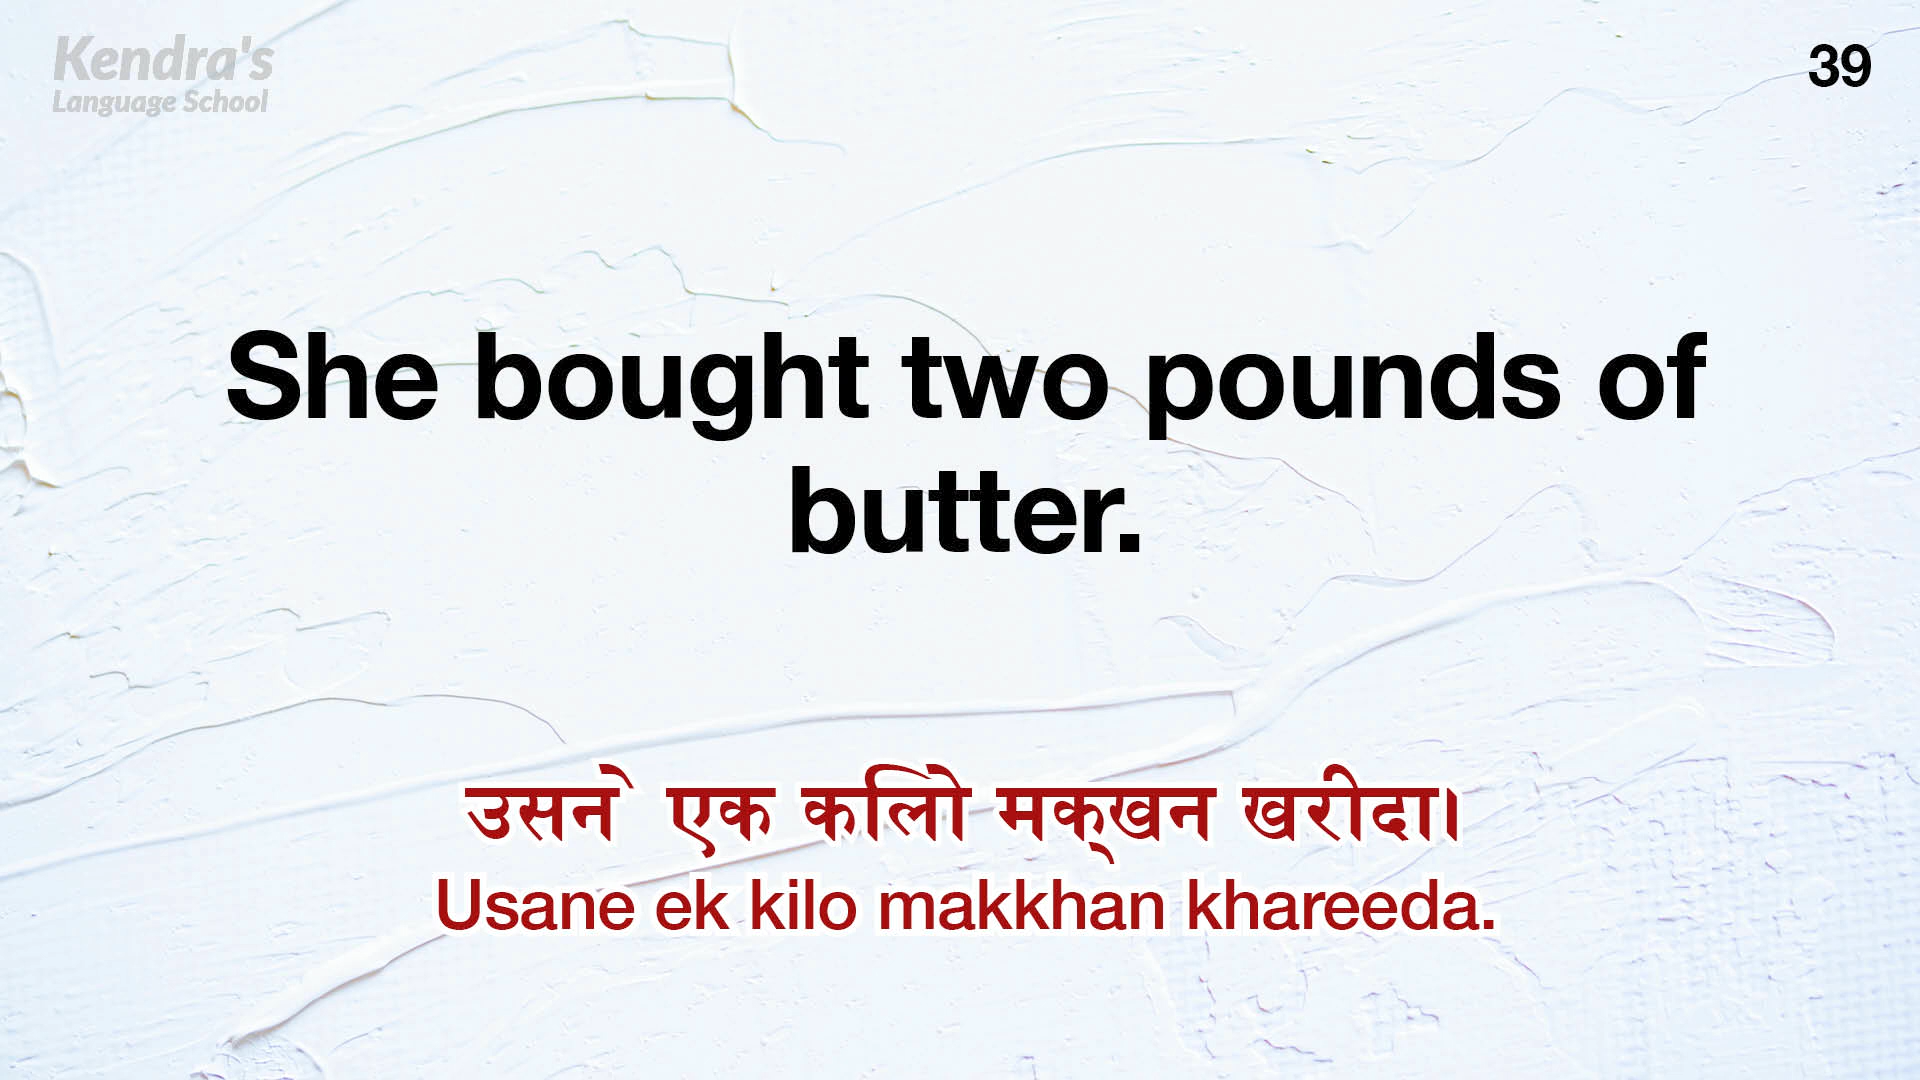 Kendra's
Language School
39
She bought two pounds of
butter.
उसने एक किलो मक्खन खरीदा।
Usane ek kilo makkhan khareeda.